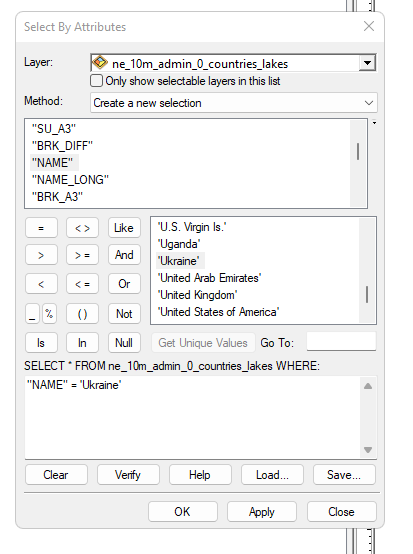 Select By Attributes
Layer: ne_10m_admin_0_countries_lakes
Only show selectable layers in this list
Method: Create a new selection
"SU_A3"
"BRK_DIFF"
"NAME"
"NAME_LONG"
"BRK_A3"
= < > Like
> > = And
< < = Or
_ % ( ) Not
Is In Null
'U.S. Virgin Is.'
'Uganda'
'Ukraine'
'United Arab Emirates'
'United Kingdom'
'United States of America'
Get Unique Values Go To:
SELECT * FROM ne_10m_admin_0_countries_lakes WHERE:
"NAME" = 'Ukraine'
Clear Verify Help Load... Save...
OK Apply Close